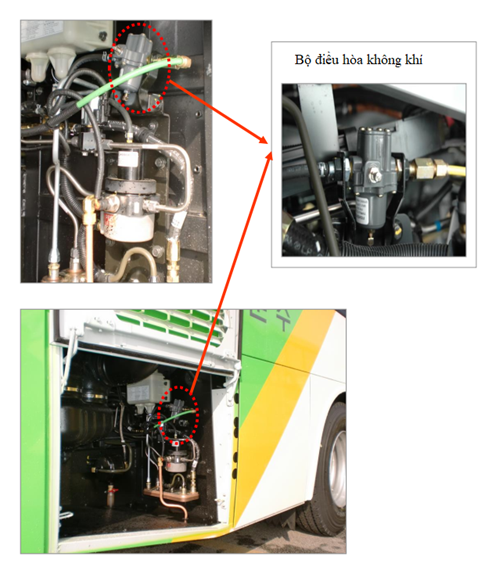 Bộ điều hòa không khí